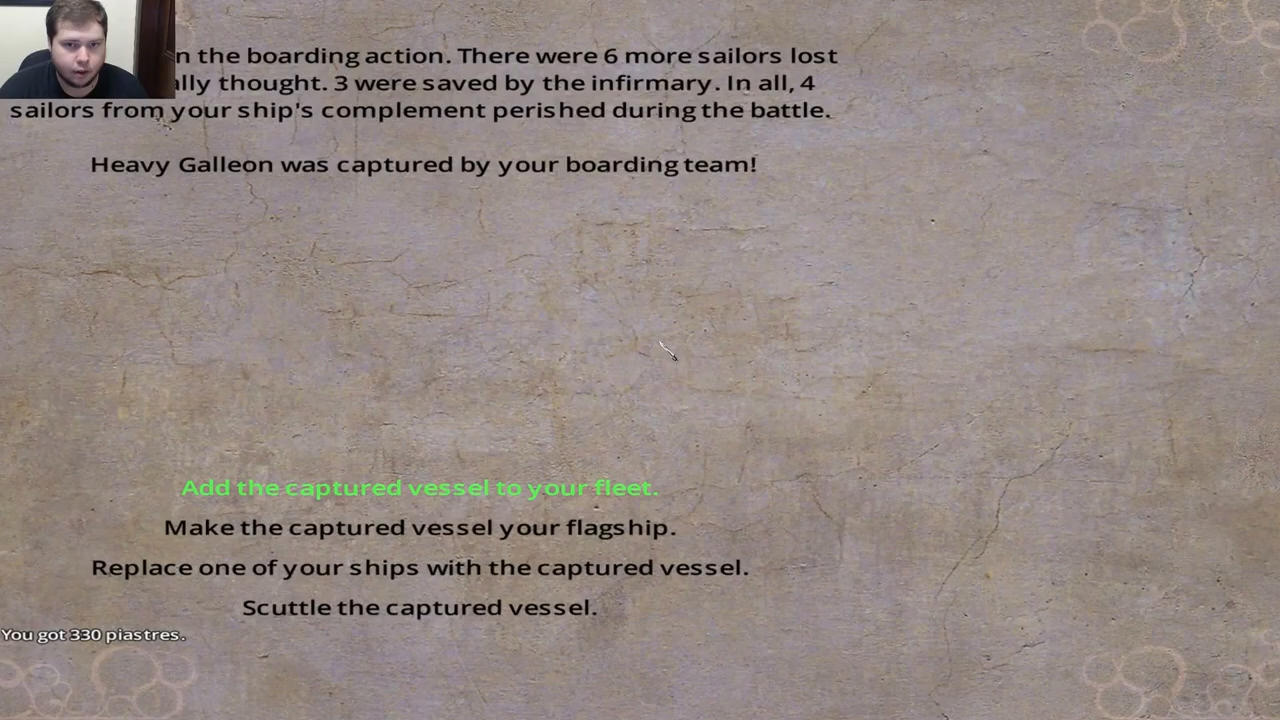 n the boarding action. There were 6 more sailors lost
ally thought. 3 were saved by the infirmary. In all, 4
sailors from your ship's complement perished during the battle.
Heavy Galleon was captured by your boarding team!
Add the captured vessel to your fleet.
Make the captured vessel your flagship.
Replace one of your ships with the captured vessel.
Scuttle the captured vessel.
You got 330 piastres.